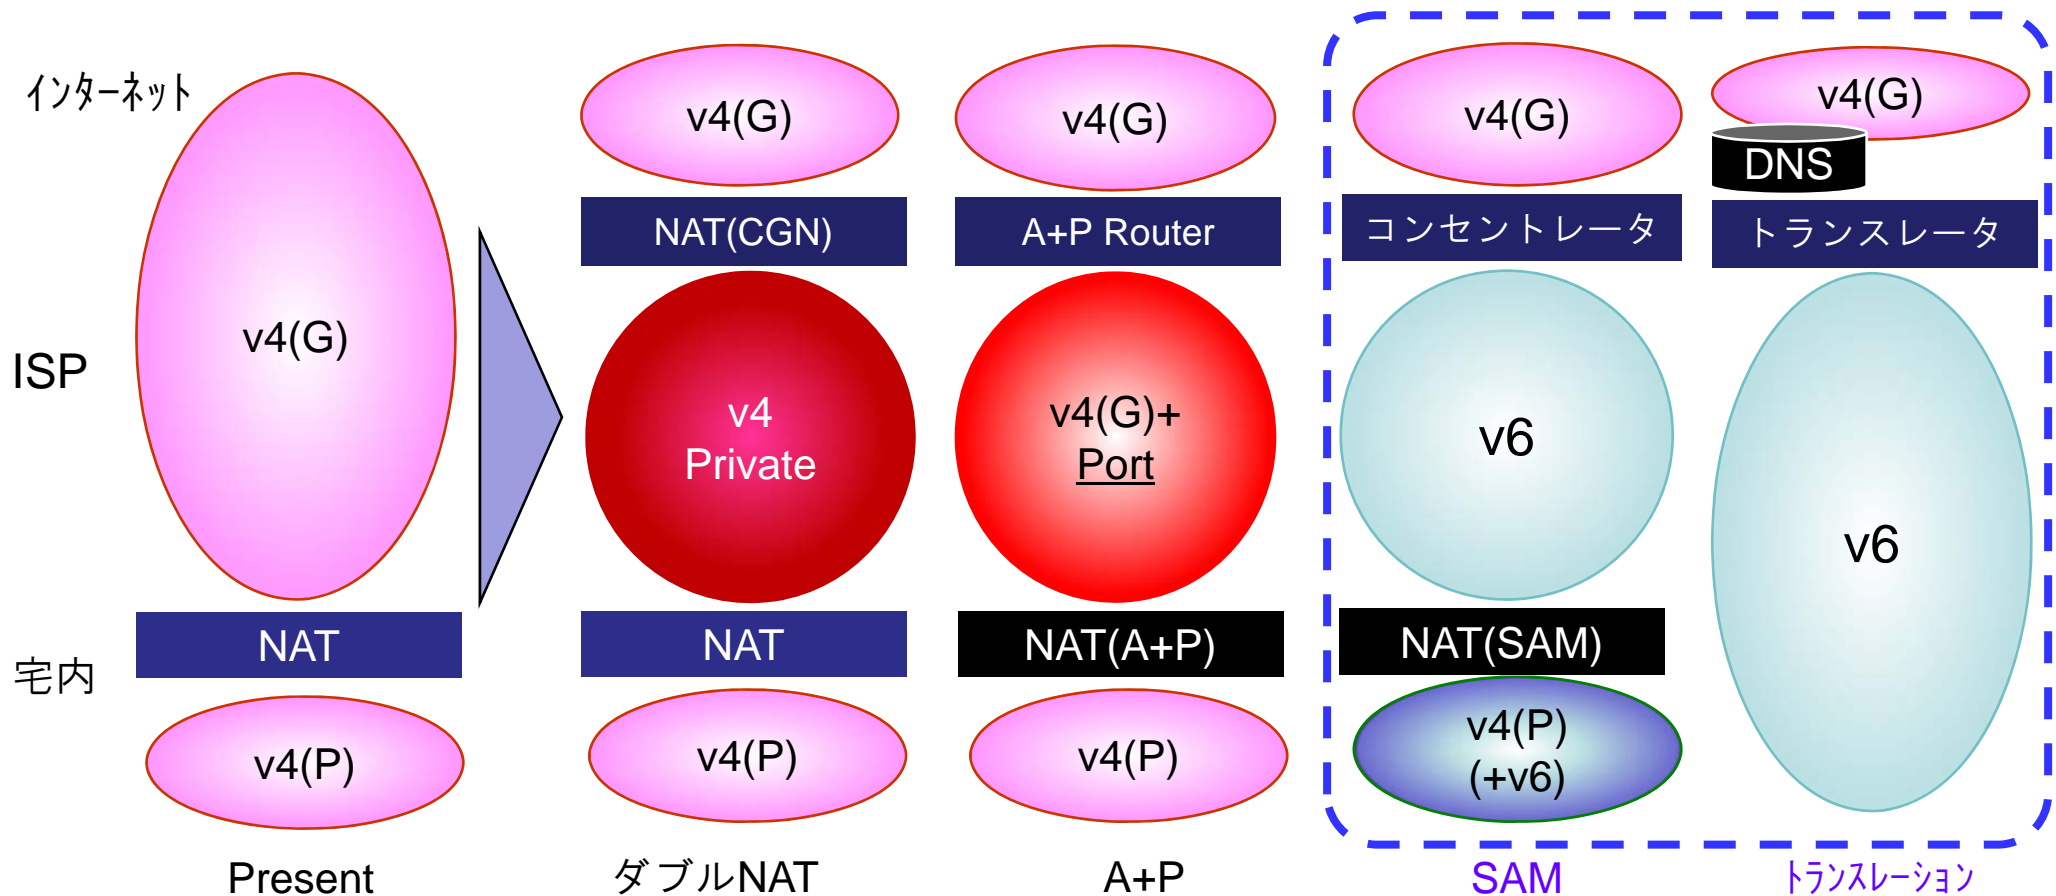 インターネット
v4(G)
v4(G)
v4(G)
v4(G)
DNS
NAT(CGN)
A+P Router
コンセントレータ
トランスレータ
ISP
v4(G)
v4
Private
v4(G)+
Port
v6
v6
宅内
NAT
NAT
NAT(A+P)
NAT(SAM)
v4(P)
v4(P)
v4(P)
v4(P)
(+v6)
Present
ダブルNAT
A+P
SAM
トランスレーション